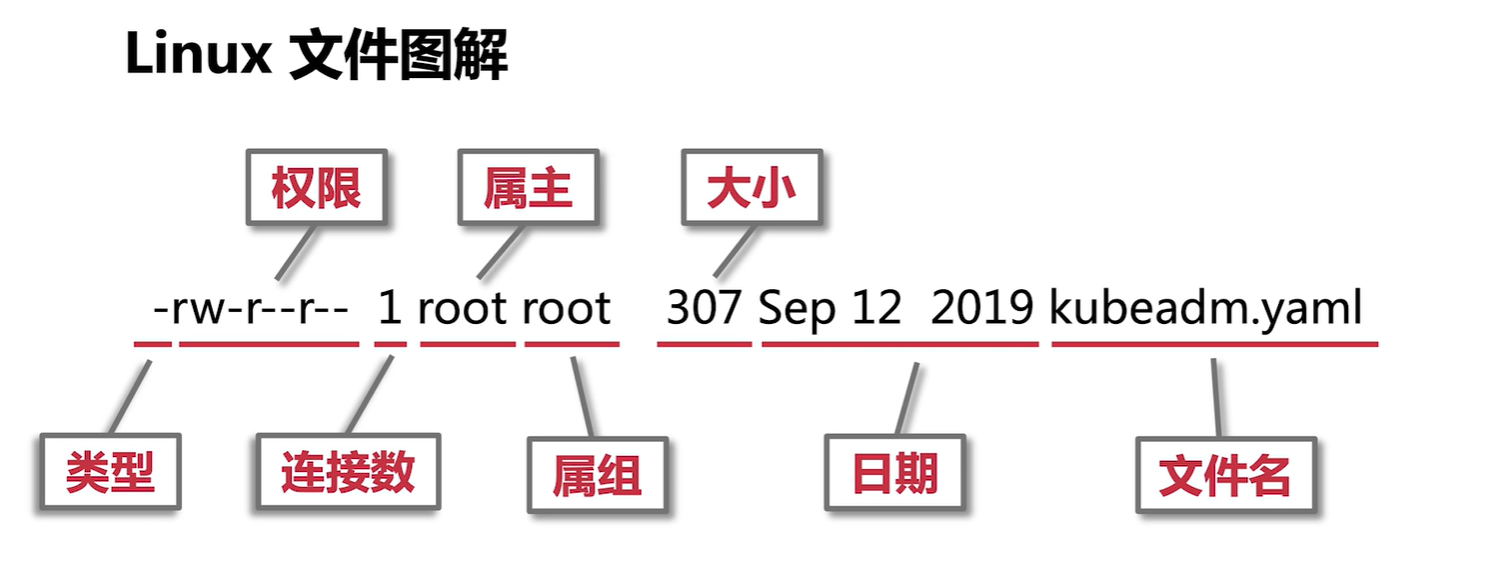 Linux 文件图解
权限 属主 大小
-rw-r--r-- 1 root root 307 Sep 12 2019 kubeadm.yaml
类型 连接数 属组 日期 文件名